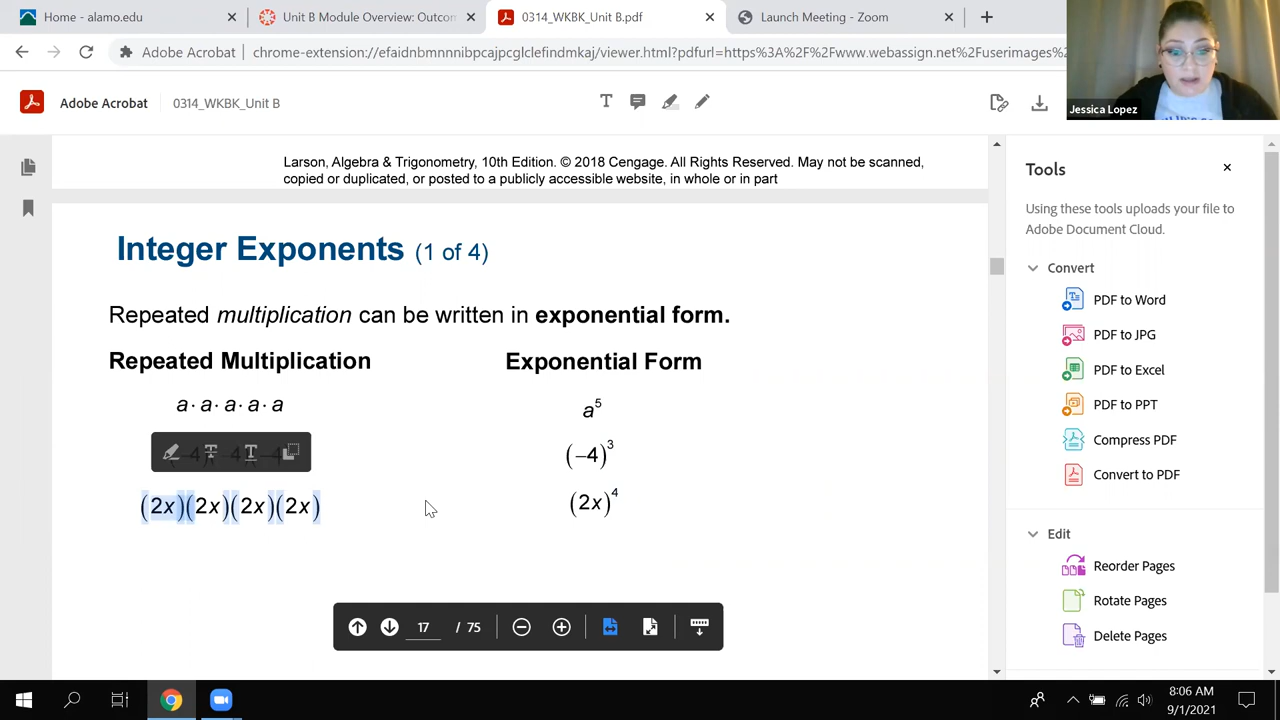 Home - alamo.edu
Unit B Module Overview: Outcom
0314_WKBK_Unit B.pdf
Launch Meeting - Zoom
Adobe Acrobat
chrome-extension://efaidnbmnnnibpcajpcglclefindmkaj/viewer.html?pdfurl=https%3A%2F%2Fwww.webassign.net%2Fuserimages%
Jessica Lopez
Adobe Acrobat
0314_WKBK_Unit B
Larson, Algebra & Trigonometry, 10th Edition. © 2018 Cengage. All Rights Reserved. May not be scanned,
copied or duplicated, or posted to a publicly accessible website, in whole or in part
Integer Exponents (1 of 4)
Repeated multiplication can be written in exponential form.
Repeated Multiplication
Exponential Form
a · a · a · a · a
a⁵
(−4)³
(2x)(2x)(2x)(2x)
(2x)⁴
17 / 75
Tools
Using these tools uploads your file to
Adobe Document Cloud.
Convert
PDF to Word
PDF to JPG
PDF to Excel
PDF to PPT
Compress PDF
Convert to PDF
Edit
Reorder Pages
Rotate Pages
Delete Pages
8:06 AM
9/1/2021